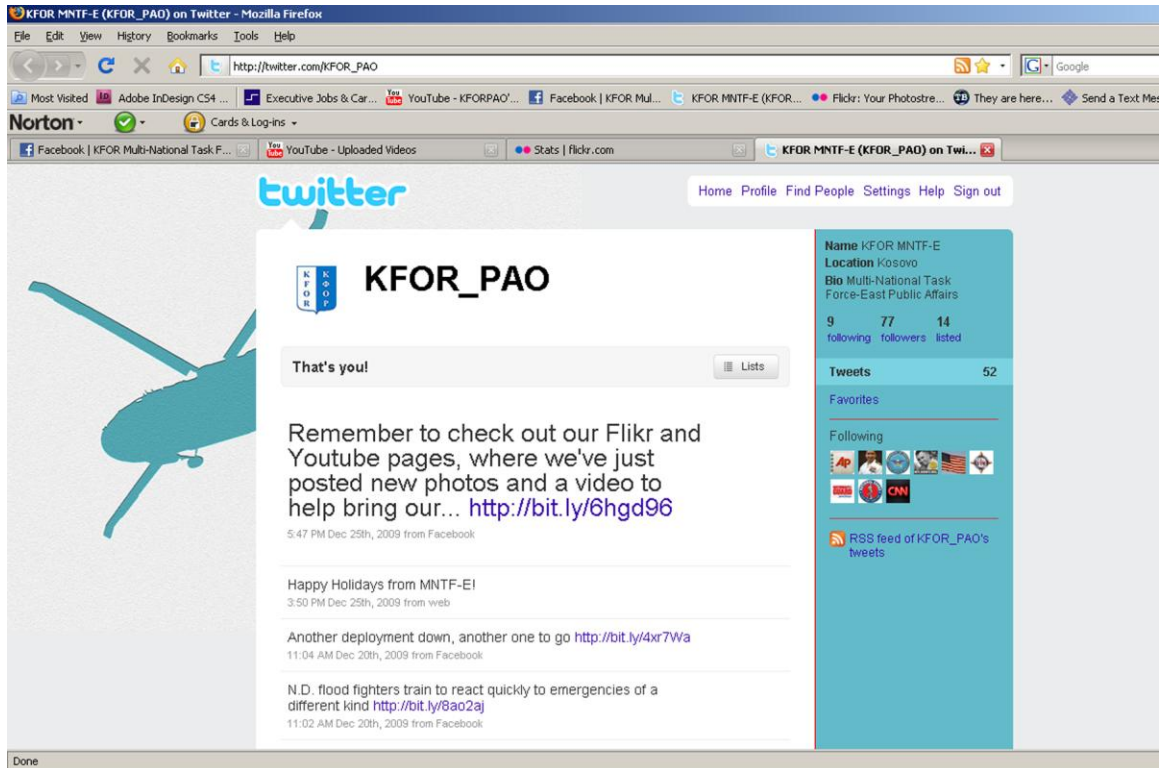 KFOR MNTF-E (KFOR_PAO) on Twitter - Mozilla Firefox
File Edit View History Bookmarks Tools Help
http://twitter.com/KFOR_PAO
Google
Most Visited Adobe InDesign CS4 ... Executive Jobs & Car... YouTube - KFORPAO'... Facebook | KFOR Mul... KFOR MNTF-E (KFOR... Flickr: Your Photostre... They are here... Send a Text Mes
Norton Cards & Log-ins
Facebook | KFOR Multi-National Task F... YouTube - Uploaded Videos Stats | flickr.com KFOR MNTF-E (KFOR_PAO) on Twi...
twitter
Home Profile Find People Settings Help Sign out
KFOR КФОР
KFOR_PAO
That's you!
Lists
Remember to check out our Flikr and
Youtube pages, where we've just
posted new photos and a video to
help bring our... http://bit.ly/6hgd96
5:47 PM Dec 25th, 2009 from Facebook
Happy Holidays from MNTF-E!
3:50 PM Dec 25th, 2009 from web
Another deployment down, another one to go http://bit.ly/4xr7Wa
11:04 AM Dec 20th, 2009 from Facebook
N.D. flood fighters train to react quickly to emergencies of a
different kind http://bit.ly/8ao2aj
11:02 AM Dec 20th, 2009 from Facebook
Name KFOR MNTF-E
Location Kosovo
Bio Multi-National Task
Force-East Public Affairs
9 77 14
following followers listed
Tweets 52
Favorites
Following
AP
CNN
RSS feed of KFOR_PAO's
tweets
Done